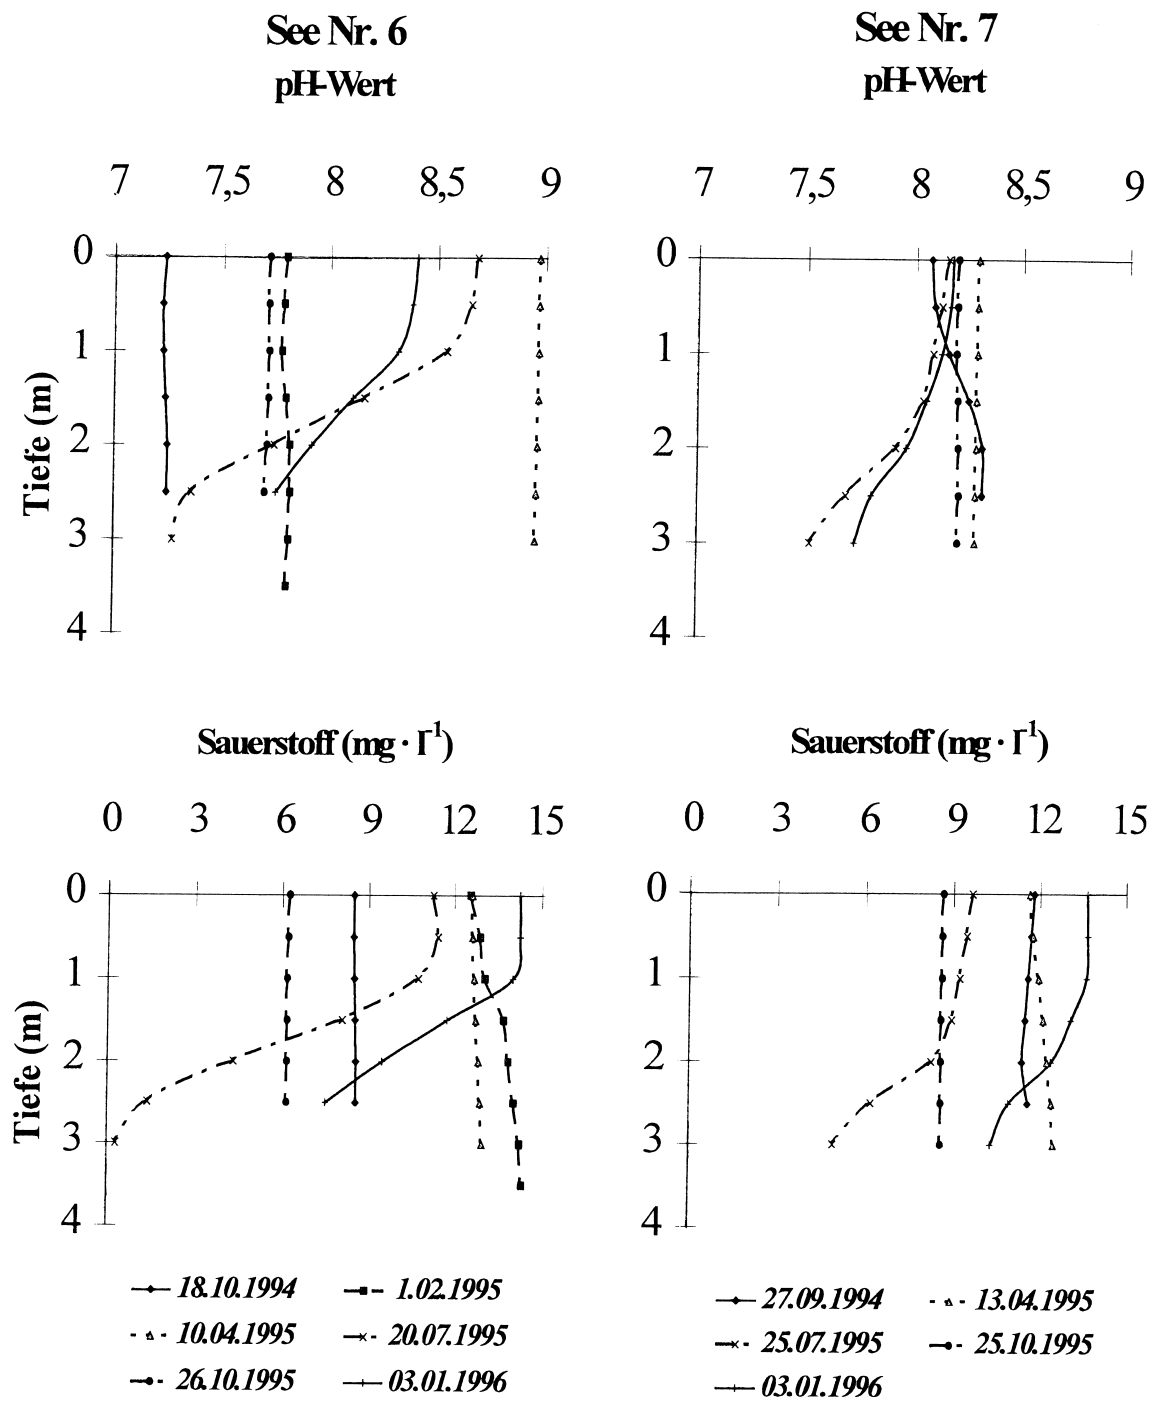 See Nr. 6
pH-Wert
7 7,5 8 8,5 9
0
1
2
3
4
Tiefe (m)
See Nr. 7
pH-Wert
7 7,5 8 8,5 9
0
1
2
3
4
Sauerstoff (mg · l⁻¹)
0 3 6 9 12 15
0
1
2
3
4
Tiefe (m)
Sauerstoff (mg · l⁻¹)
0 3 6 9 12 15
0
1
2
3
4
18.10.1994 1.02.1995
10.04.1995 20.07.1995
26.10.1995 03.01.1996
27.09.1994 13.04.1995
25.07.1995 25.10.1995
03.01.1996